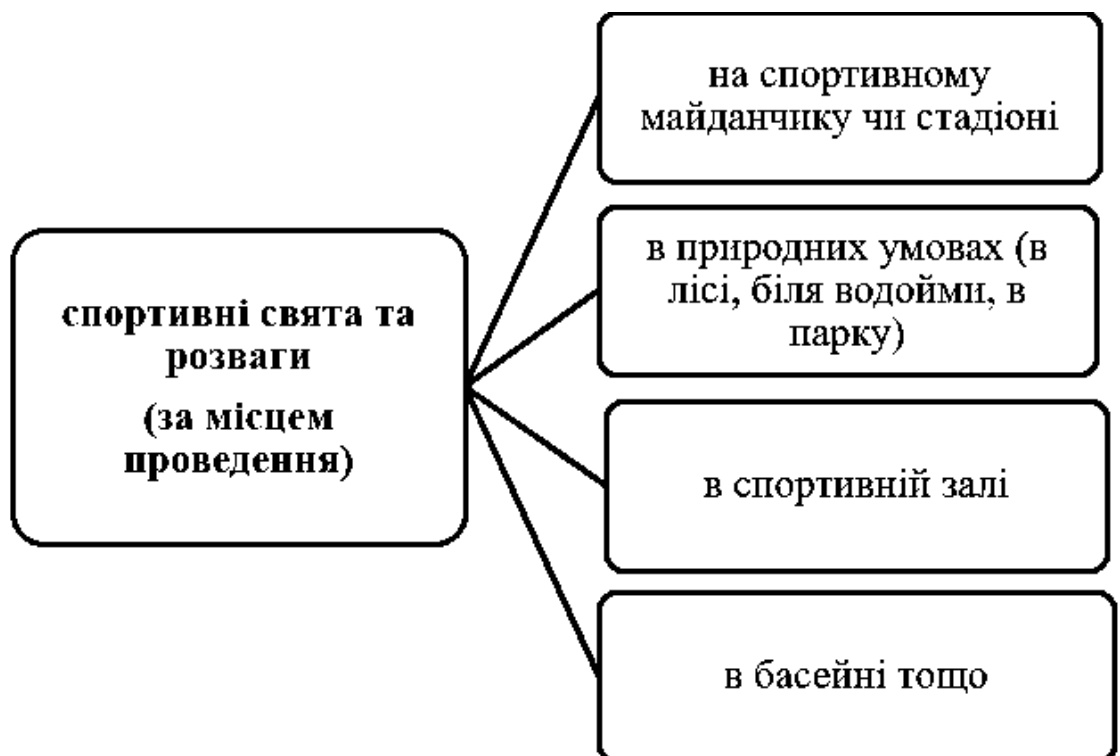 спортивні свята та
розваги
(за місцем
проведення)
на спортивному
майданчику чи стадіоні
в природних умовах (в
лісі, біля водойми, в
парку)
в спортивній залі
в басейні тощо